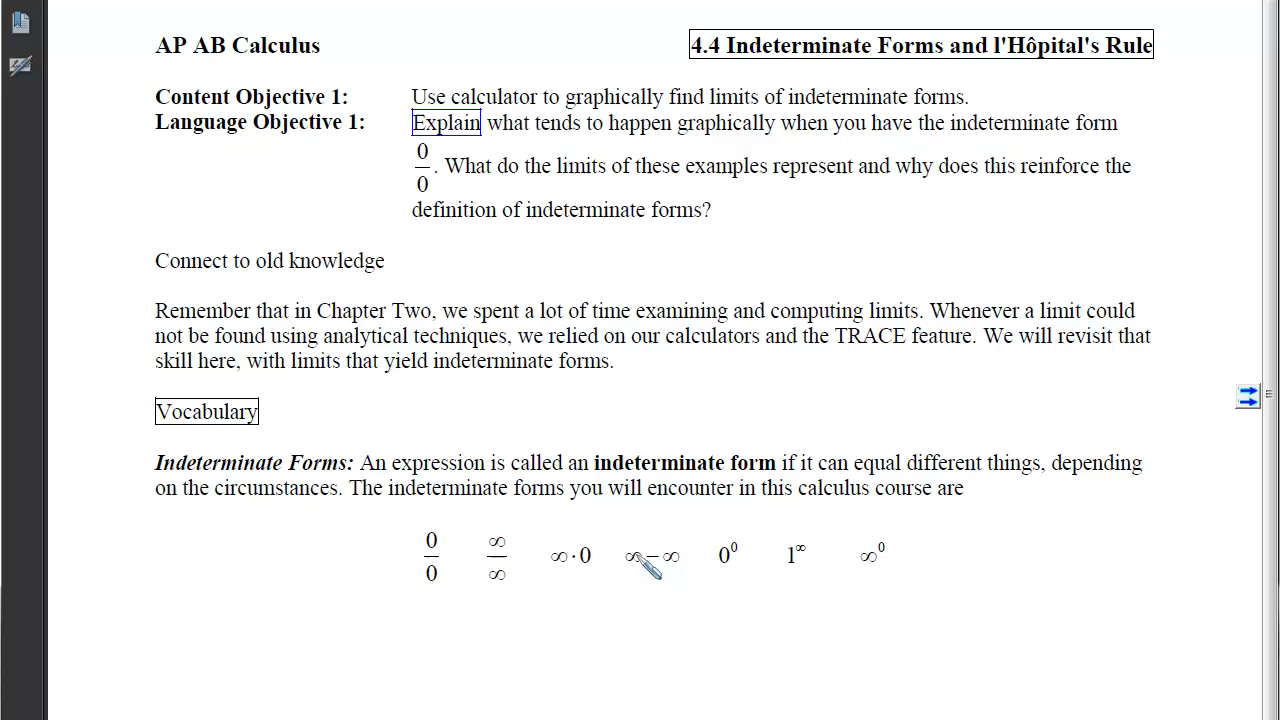 AP AB Calculus 4.4 Indeterminate Forms and l'Hôpital's Rule
Content Objective 1: Use calculator to graphically find limits of indeterminate forms.
Language Objective 1: Explain what tends to happen graphically when you have the indeterminate form
0/0. What do the limits of these examples represent and why does this reinforce the
definition of indeterminate forms?
Connect to old knowledge
Remember that in Chapter Two, we spent a lot of time examining and computing limits. Whenever a limit could
not be found using analytical techniques, we relied on our calculators and the TRACE feature. We will revisit that
skill here, with limits that yield indeterminate forms.
Vocabulary
Indeterminate Forms: An expression is called an indeterminate form if it can equal different things, depending
on the circumstances. The indeterminate forms you will encounter in this calculus course are
0/0 ∞/∞ ∞·0 ∞−∞ 0⁰ 1^∞ ∞⁰